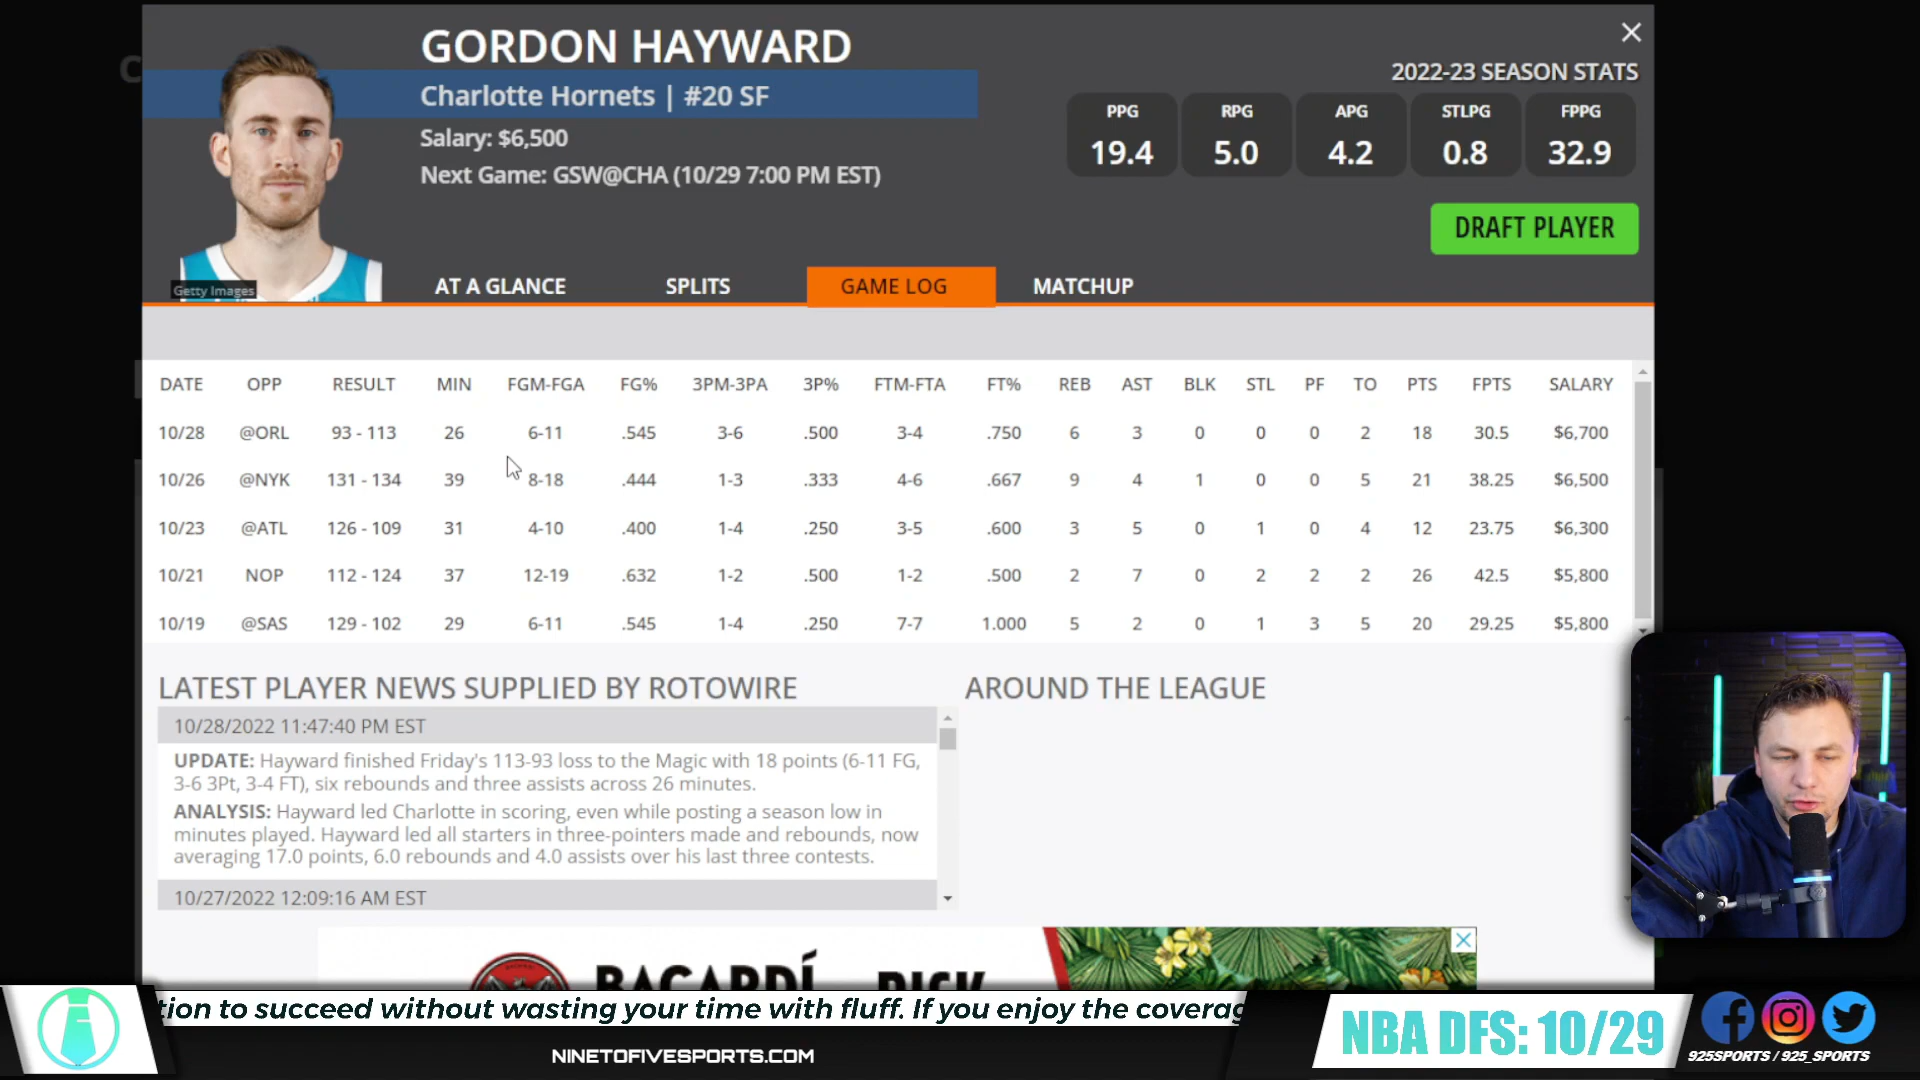 GORDON HAYWARD
Charlotte Hornets | #20 SF
Salary: $6,500
Next Game: GSW@CHA (10/29 7:00 PM EST)
2022-23 SEASON STATS
PPG RPG APG STLPG FPPG
19.4 5.0 4.2 0.8 32.9
DRAFT PLAYER
Getty Images
AT A GLANCE SPLITS GAME LOG MATCHUP
DATE OPP RESULT MIN FGM-FGA FG% 3PM-3PA 3P% FTM-FTA FT% REB AST BLK STL PF TO PTS FPTS SALARY
10/28 @ORL 93 - 113 26 6-11 .545 3-6 .500 3-4 .750 6 3 0 0 0 2 18 30.5 $6,700
10/26 @NYK 131 - 134 39 8-18 .444 1-3 .333 4-6 .667 9 4 1 0 0 5 21 38.25 $6,500
10/23 @ATL 126 - 109 31 4-10 .400 1-4 .250 3-5 .600 3 5 0 1 0 4 12 23.75 $6,300
10/21 NOP 112 - 124 37 12-19 .632 1-2 .500 1-2 .500 2 7 0 2 2 2 26 42.5 $5,800
10/19 @SAS 129 - 102 29 6-11 .545 1-4 .250 7-7 1.000 5 2 0 1 3 5 20 29.25 $5,800
LATEST PLAYER NEWS SUPPLIED BY ROTOWIRE
10/28/2022 11:47:40 PM EST
UPDATE: Hayward finished Friday's 113-93 loss to the Magic with 18 points (6-11 FG,
3-6 3Pt, 3-4 FT), six rebounds and three assists across 26 minutes.
ANALYSIS: Hayward led Charlotte in scoring, even while posting a season low in
minutes played. Hayward led all starters in three-pointers made and rebounds, now
averaging 17.0 points, 6.0 rebounds and 4.0 assists over his last three contests.
10/27/2022 12:09:16 AM EST
AROUND THE LEAGUE
BACARDÍ
tion to succeed without wasting your time with fluff. If you enjoy the coverag
NINETOFIVESPORTS.COM
NBA DFS: 10/29
925SPORTS / 925_SPORTS